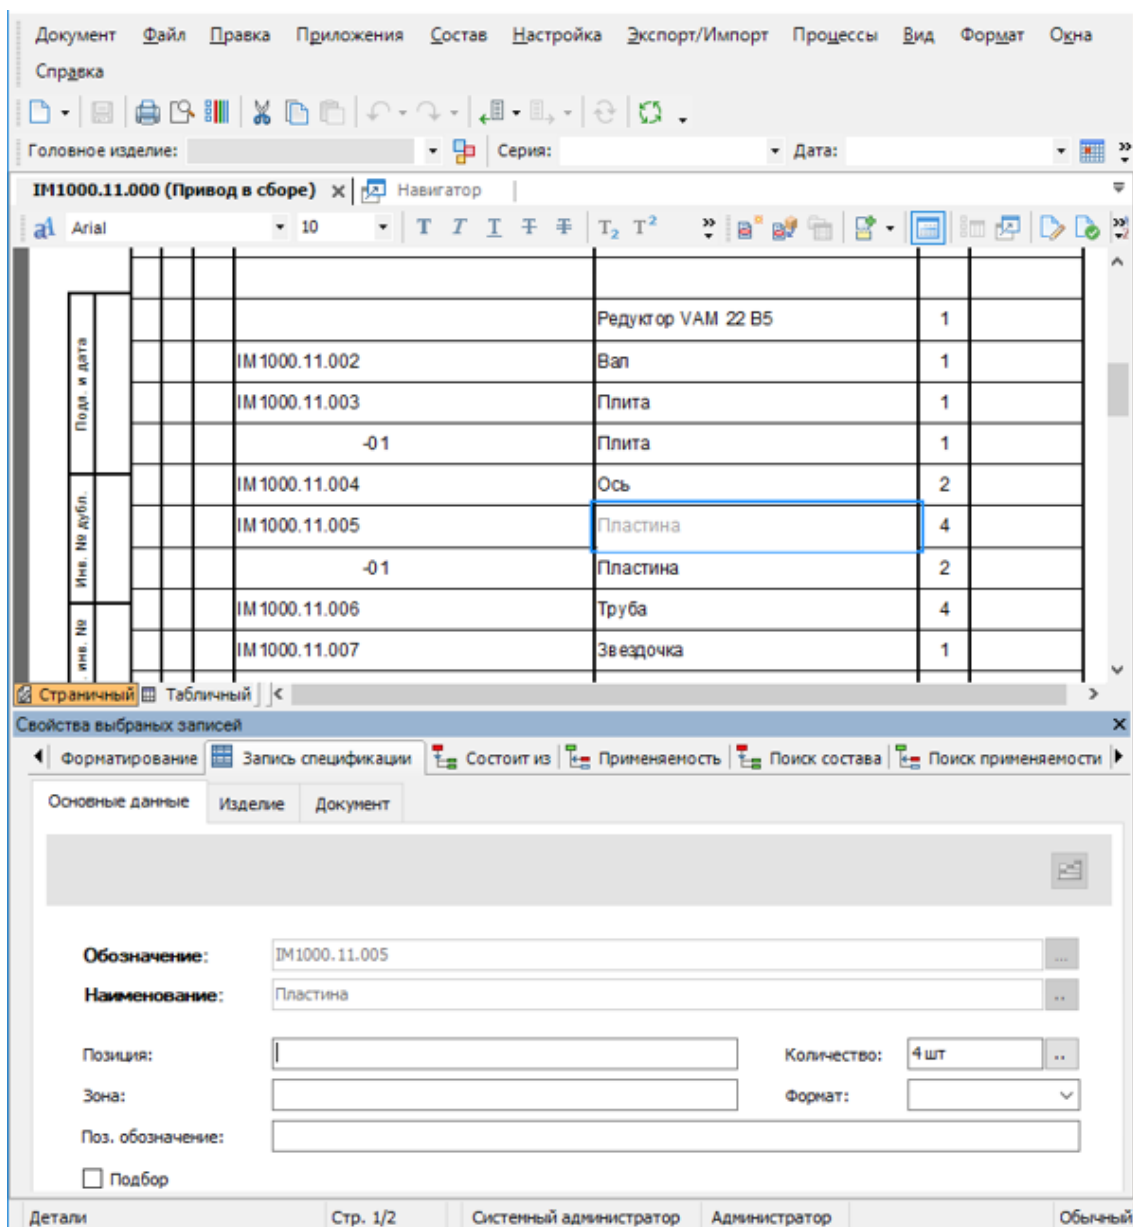 Документ Файл Правка Приложения Состав Настройка Экспорт/Импорт Процессы Вид Формат Окна
Справка
Головное изделие: Серия: Дата:
IM1000.11.000 (Привод в сборе) Навигатор
Arial 10
Редуктор VAM 22 B5 1
IM1000.11.002 Вал 1
IM1000.11.003 Плита 1
-01 Плита 1
IM1000.11.004 Ось 2
IM1000.11.005 Пластина 4
-01 Пластина 2
IM1000.11.006 Труба 4
IM1000.11.007 Звездочка 1
Подп. и дата
Инв. № дубл.
. инв. №
Страничный Табличный
Свойства выбраных записей
Форматирование Запись спецификации Состоит из Применяемость Поиск состава Поиск применяемости
Основные данные Изделие Документ
Обозначение: IM1000.11.005 ...
Наименование: Пластина ..
Позиция: Количество: 4 шт ..
Зона: Формат:
Поз. обозначение:
Подбор
Детали Стр. 1/2 Системный администратор Администратор Обычный